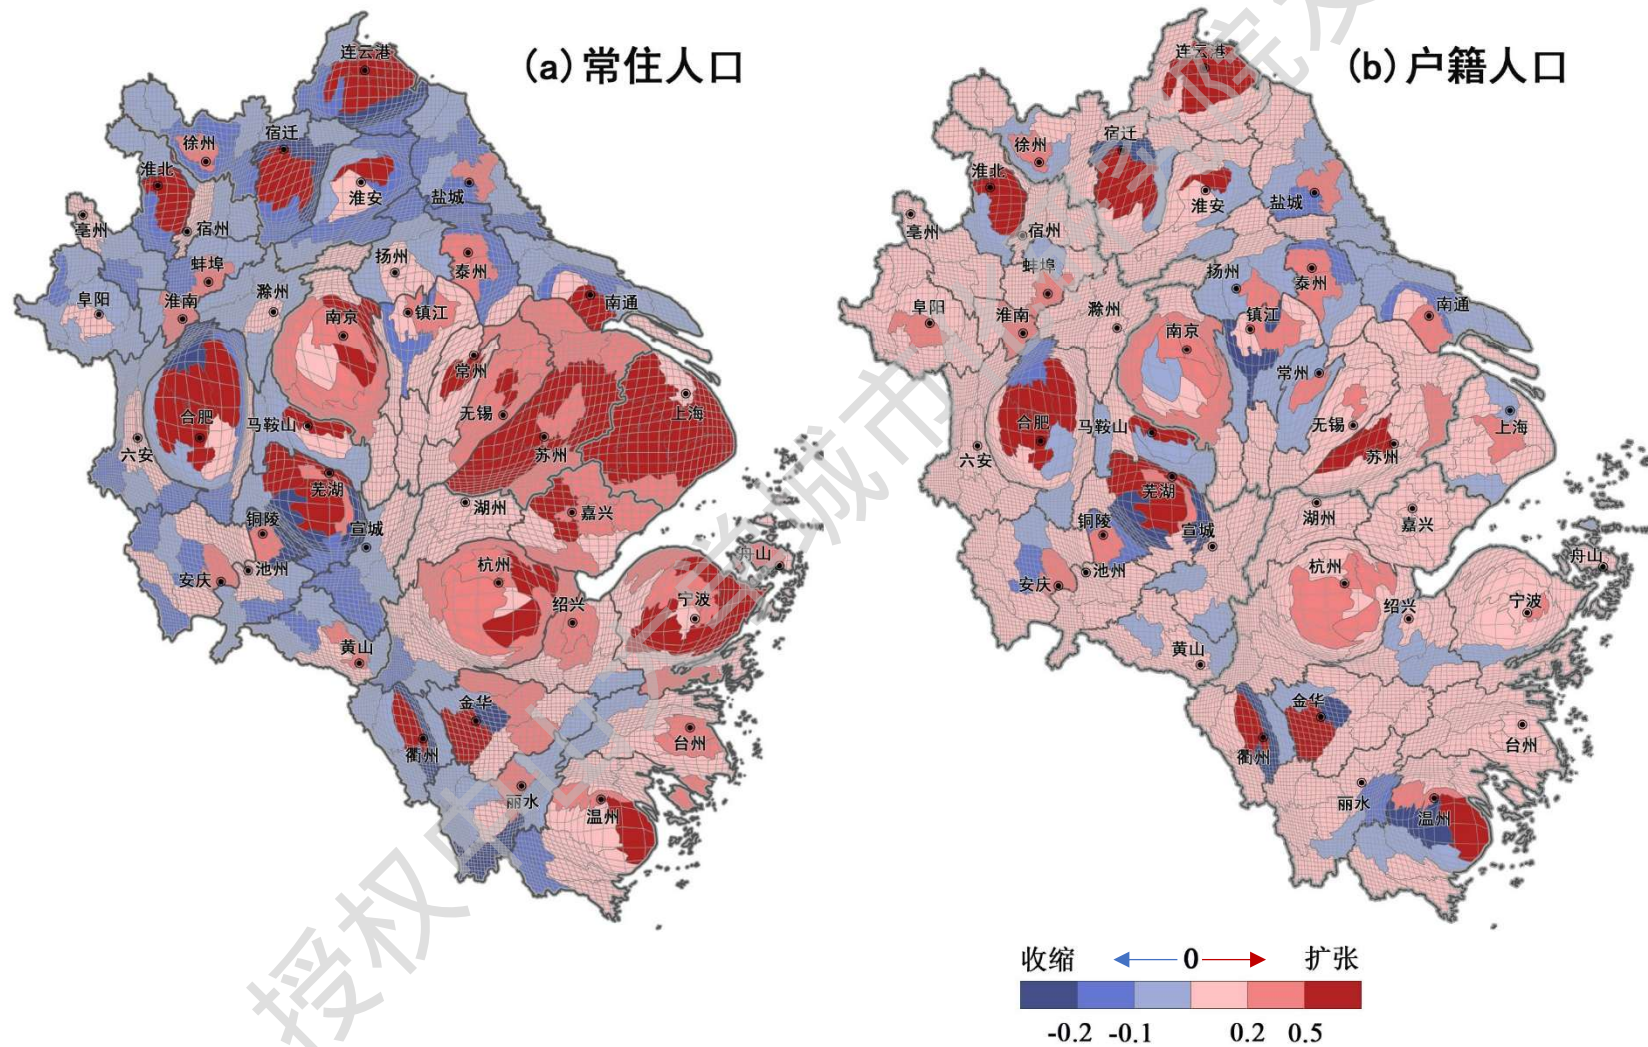 (a)常住人口
连云港
徐州
宿迁
淮北
淮安
盐城
亳州
宿州
蚌埠
扬州
泰州
阜阳
淮南
滁州
南京
镇江
南通
常州
合肥
马鞍山
无锡
上海
六安
苏州
芜湖
铜陵
宣城
湖州
嘉兴
安庆
池州
杭州
舟山
绍兴
宁波
黄山
金华
衢州
台州
丽水
温州
(b)户籍人口
连云港
徐州
宿迁
淮北
淮安
盐城
亳州
宿州
蚌埠
扬州
泰州
阜阳
淮南
滁州
南京
镇江
南通
常州
合肥
马鞍山
无锡
上海
六安
苏州
芜湖
铜陵
宣城
湖州
嘉兴
安庆
池州
杭州
舟山
绍兴
宁波
黄山
金华
衢州
台州
丽水
温州
收缩 0 扩张
-0.2 -0.1 0.2 0.5